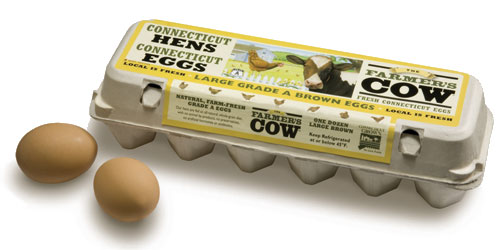 CONNECTICUT
HENS
CONNECTICUT
EGGS
LOCAL IS FRESH
THE
FARMER'S
COW
FRESH CONNECTICUT EGGS
LOCAL IS FRESH
LARGE GRADE A BROWN EGGS
NATURAL, FARM-FRESH
GRADE A EGGS
THE
FARMER'S
COW
ONE DOZEN
LARGE BROWN
Keep Refrigerated
at or below 45°F.
CONNECTICUT
GROWN